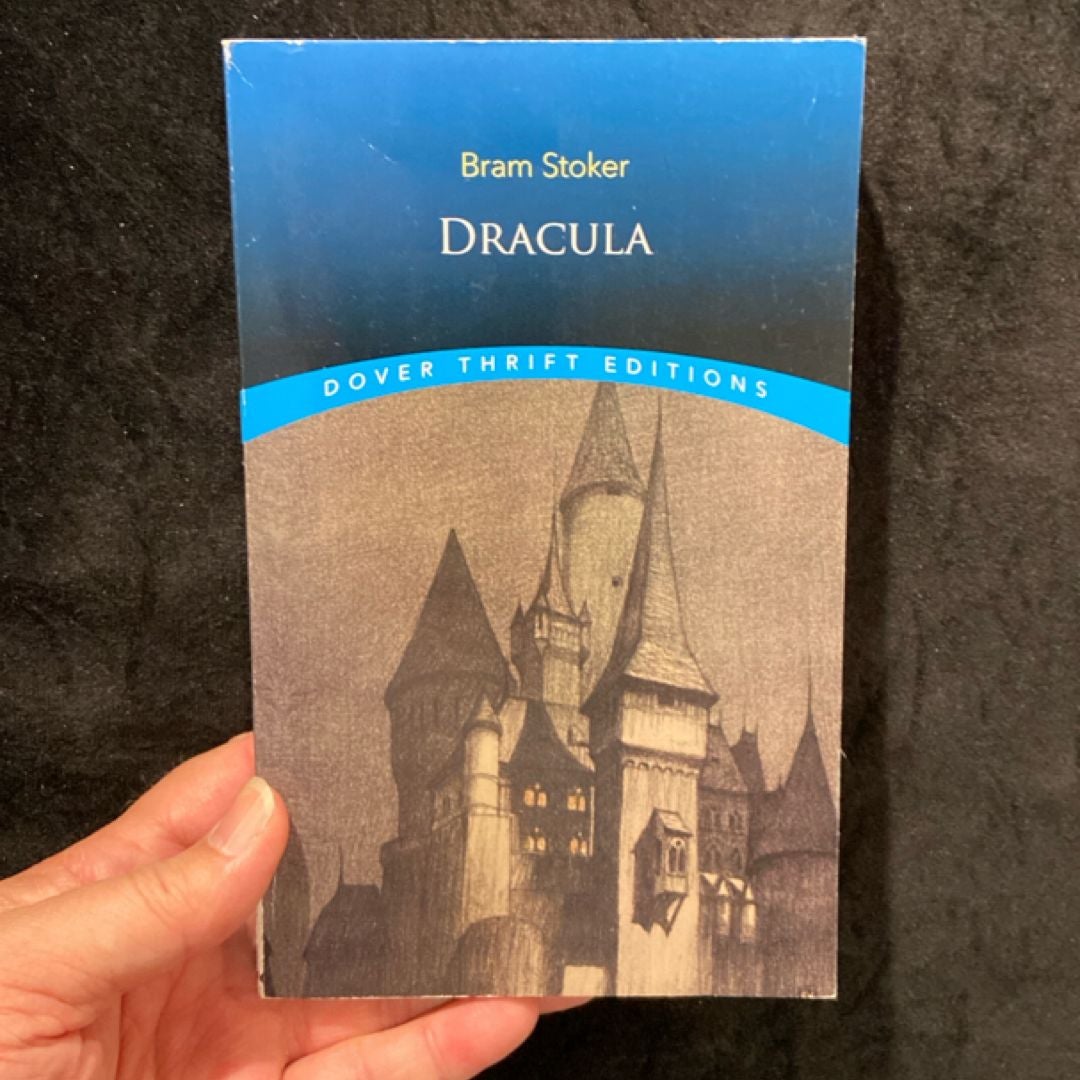 Bram Stoker
DRACULA
DOVER THRIFT EDITIONS